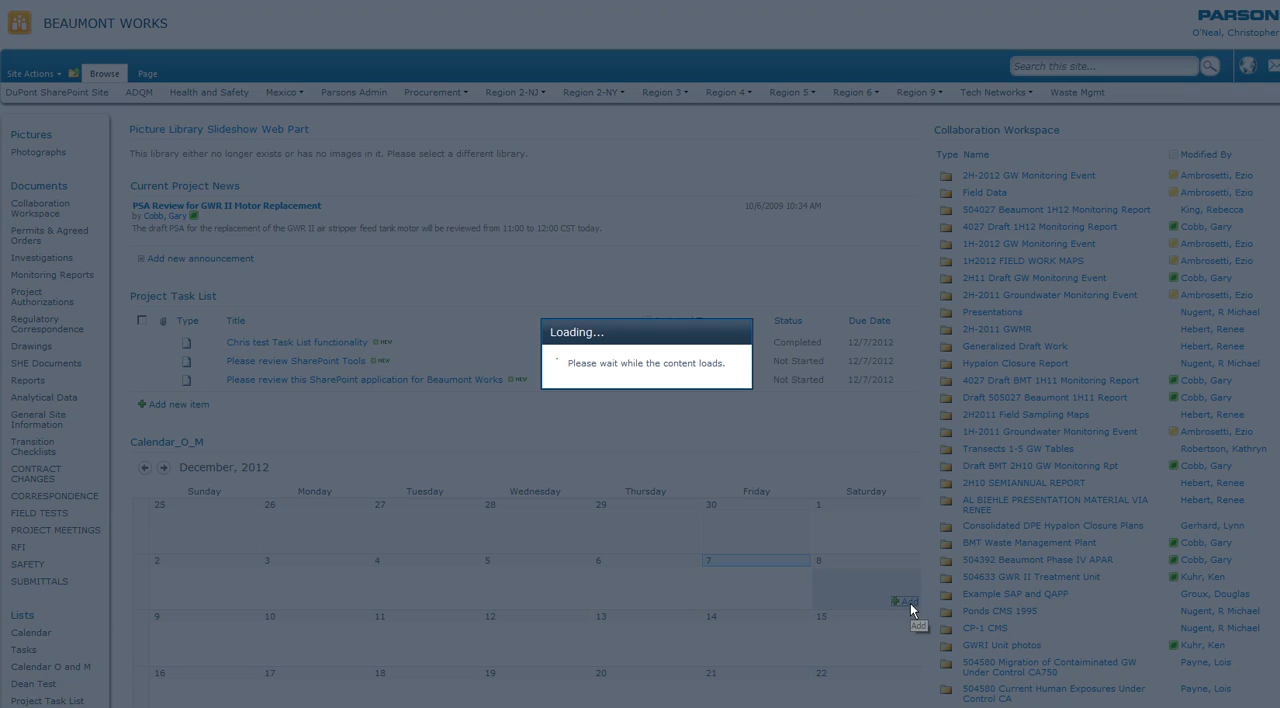 BEAUMONT WORKS
PARSON
O'Neal, Christopher
Site Actions
Browse
Page
Search this site...
DuPont SharePoint Site ADQM Health and Safety Mexico Parsons Admin Procurement Region 2-NJ Region 2-NY Region 3 Region 4 Region 5 Region 6 Region 9 Tech Networks Waste Mgmt
Pictures
Photographs
Documents
Collaboration
Workspace
Permits & Agreed
Orders
Investigations
Monitoring Reports
Project
Authorizations
Regulatory
Correspondence
Drawings
SHE Documents
Reports
Analytical Data
General Site
Information
Transition
Checklists
CONTRACT
CHANGES
CORRESPONDENCE
FIELD TESTS
PROJECT MEETINGS
RFI
SAFETY
SUBMITTALS
Lists
Calendar
Tasks
Calendar O and M
Dean Test
Project Task List
Picture Library Slideshow Web Part
This library either no longer exists or has no images in it. Please select a different library.
Current Project News
PSA Review for GWR II Motor Replacement 10/6/2009 10:34 AM
by Cobb, Gary
The draft PSA for the replacement of the GWR II air stripper feed tank motor will be reviewed from 11:00 to 12:00 CST today.
Add new announcement
Project Task List
Type Title Status Due Date
Chris test Task List functionality NEW Completed 12/7/2012
Please review SharePoint Tools NEW Not Started 12/7/2012
Please review this SharePoint application for Beaumont Works NEW Not Started 12/7/2012
Add new item
Loading...
Please wait while the content loads.
Calendar_O_M
December, 2012
Sunday Monday Tuesday Wednesday Thursday Friday Saturday
25 26 27 28 29 30 1
2 3 4 5 6 7 8
Add
Add
9 10 11 12 13 14 15
16 17 18 19 20 21 22
Collaboration Workspace
Type Name Modified By
2H-2012 GW Monitoring Event Ambrosetti, Ezio
Field Data Ambrosetti, Ezio
504027 Beaumont 1H12 Monitoring Report King, Rebecca
4027 Draft 1H12 Monitoring Report Cobb, Gary
1H-2012 GW Monitoring Event Ambrosetti, Ezio
1H2012 FIELD WORK MAPS Ambrosetti, Ezio
2H11 Draft GW Monitoring Event Cobb, Gary
2H-2011 Groundwater Monitoring Event Ambrosetti, Ezio
Presentations Nugent, R Michael
2H-2011 GWMR Hebert, Renee
Generalized Draft Work Hebert, Renee
Hypalon Closure Report Nugent, R Michael
4027 Draft BMT 1H11 Monitoring Report Cobb, Gary
Draft 505027 Beaumont 1H11 Report Cobb, Gary
2H2011 Field Sampling Maps Hebert, Renee
1H-2011 Groundwater Monitoring Event Ambrosetti, Ezio
Transects 1-5 GW Tables Robertson, Kathryn
Draft BMT 2H10 GW Monitoring Rpt Cobb, Gary
2H10 SEMIANNUAL REPORT Hebert, Renee
AL BIEHLE PRESENTATION MATERIAL VIA Hebert, Renee
RENEE
Consolidated DPE Hypalon Closure Plans Gerhard, Lynn
BMT Waste Management Plant Cobb, Gary
504392 Beaumont Phase IV APAR Cobb, Gary
504633 GWR II Treatment Unit Kuhr, Ken
Example SAP and QAPP Groux, Douglas
Ponds CMS 1995 Nugent, R Michael
CP-1 CMS Nugent, R Michael
GWRI Unit photos Kuhr, Ken
504580 Migration of Contaiminated GW Payne, Lois
Under Control CA750
504580 Current Human Exposures Under Payne, Lois
Control CA